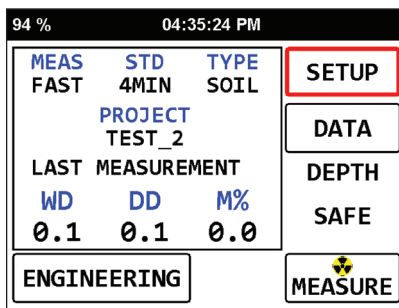 94 % 04:35:24 PM
MEAS STD TYPE
FAST 4MIN SOIL
PROJECT
TEST_2
LAST MEASUREMENT
WD DD M%
0.1 0.1 0.0
ENGINEERING
SETUP
DATA
DEPTH
SAFE
MEASURE